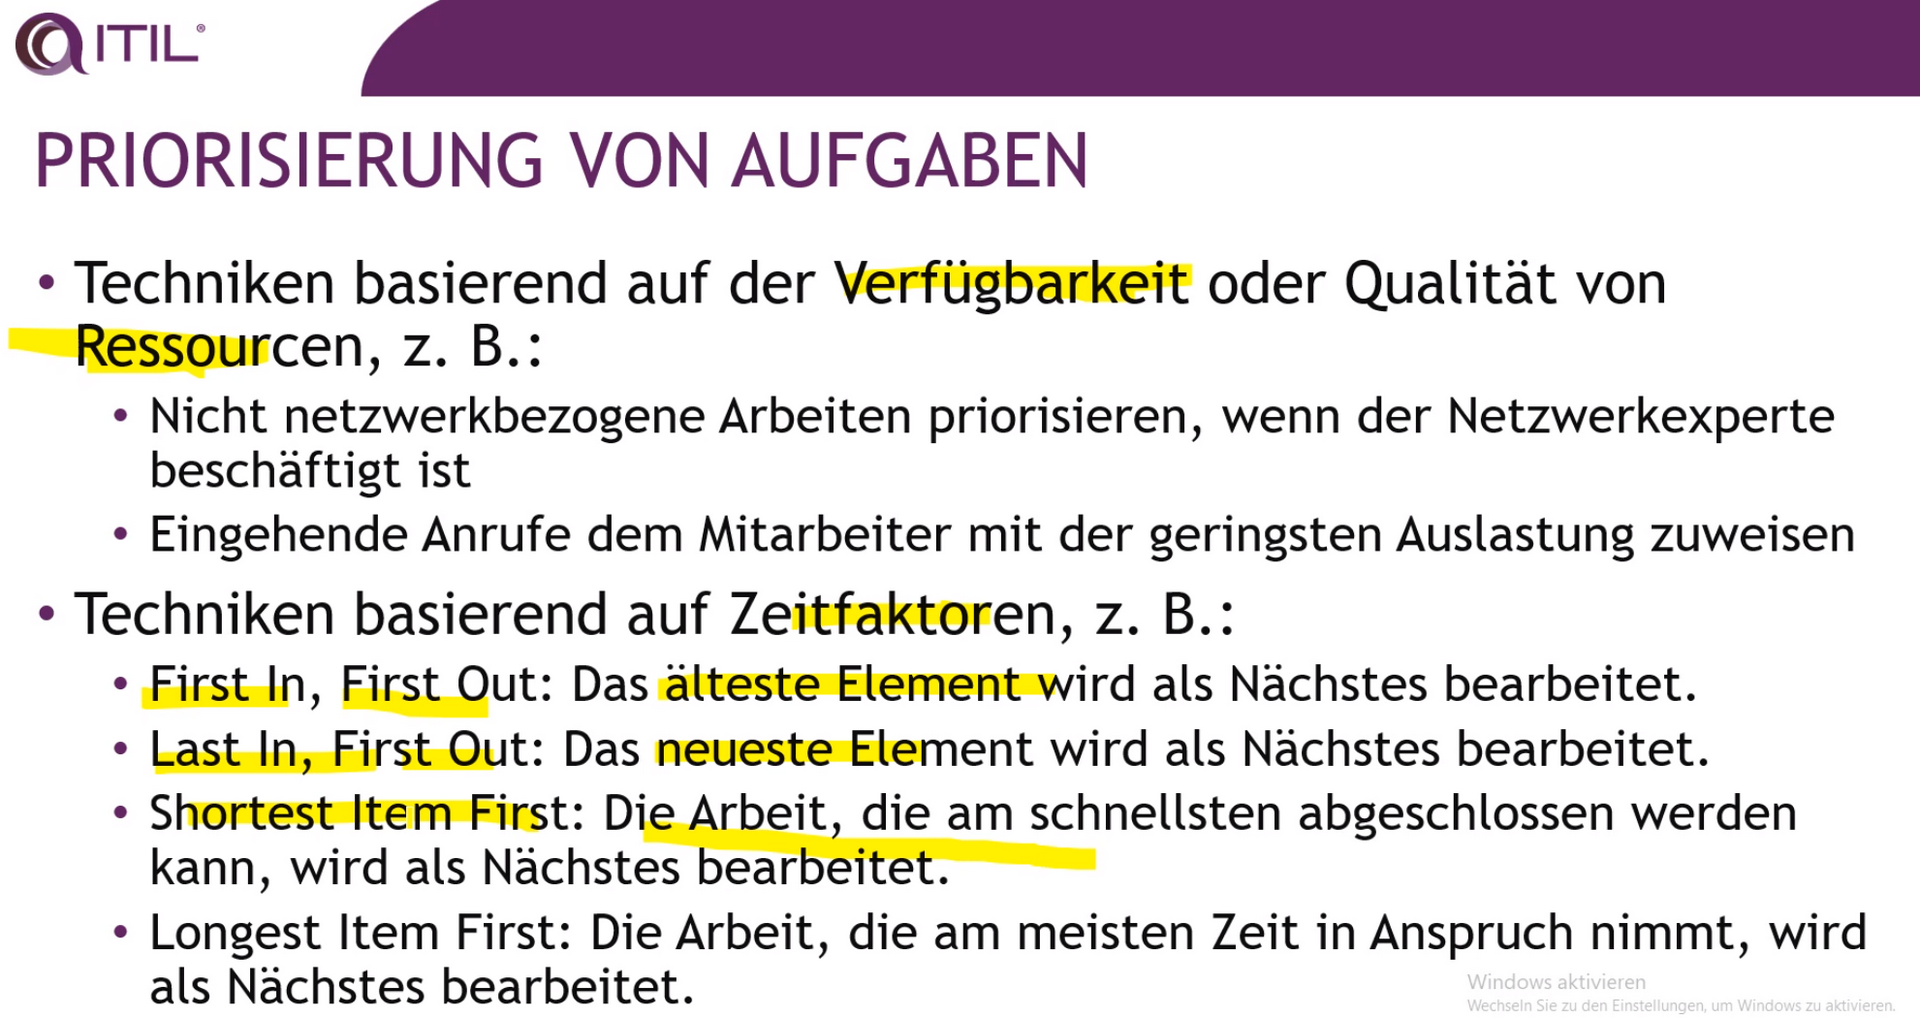 ITIL®
PRIORISIERUNG VON AUFGABEN
• Techniken basierend auf der Verfügbarkeit oder Qualität von
Ressourcen, z. B.:
• Nicht netzwerkbezogene Arbeiten priorisieren, wenn der Netzwerkexperte
beschäftigt ist
• Eingehende Anrufe dem Mitarbeiter mit der geringsten Auslastung zuweisen
• Techniken basierend auf Zeitfaktoren, z. B.:
• First In, First Out: Das älteste Element wird als Nächstes bearbeitet.
• Last In, First Out: Das neueste Element wird als Nächstes bearbeitet.
• Shortest Item First: Die Arbeit, die am schnellsten abgeschlossen werden
kann, wird als Nächstes bearbeitet.
• Longest Item First: Die Arbeit, die am meisten Zeit in Anspruch nimmt, wird
als Nächstes bearbeitet.
Windows aktivieren
Wechseln Sie zu den Einstellungen, um Windows zu aktivieren.